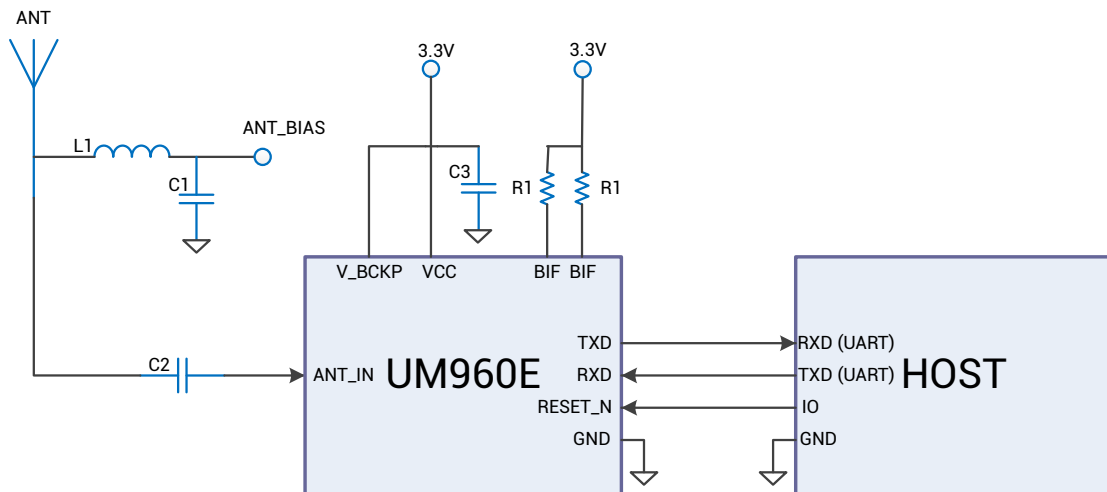 ANT
3.3V
3.3V
L1
ANT_BIAS
C1
C3
R1
R1
V_BCKP
VCC
BIF
BIF
TXD
RXD (UART)
C2
ANT_IN
UM960E
RXD
TXD (UART)
HOST
RESET_N
IO
GND
GND